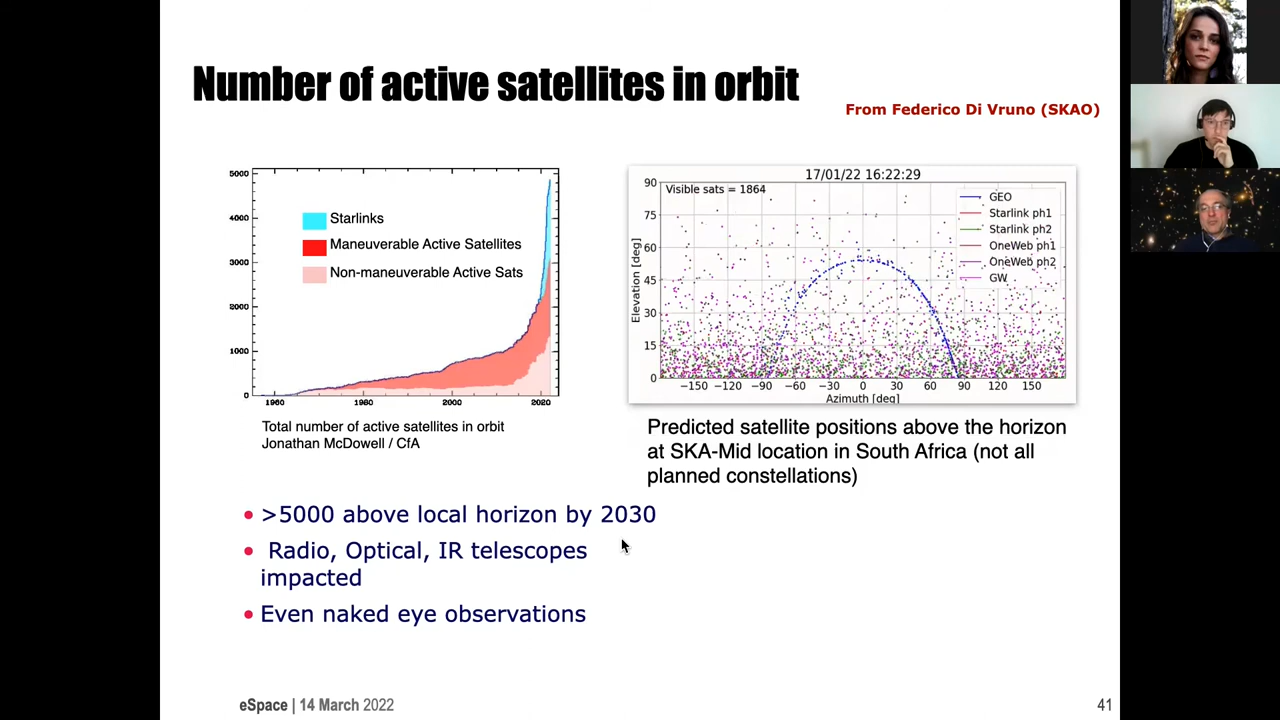 Number of active satellites in orbit
From Federico Di Vruno (SKAO)
5000
4000
3000
2000
1000
0
1960
1980
2000
2020
Starlinks
Maneuverable Active Satellites
Non-maneuverable Active Sats
Total number of active satellites in orbit
Jonathan McDowell / CfA
17/01/22 16:22:29
Visible sats = 1864
GEO
Starlink ph1
Starlink ph2
OneWeb ph1
OneWeb ph2
GW
Elevation [deg]
90
75
60
45
30
15
0
−150 −120 −90 −60 −30 0 30 60 90 120 150
Azimuth [deg]
Predicted satellite positions above the horizon
at SKA-Mid location in South Africa (not all
planned constellations)
• >5000 above local horizon by 2030
• Radio, Optical, IR telescopes
impacted
• Even naked eye observations
eSpace | 14 March 2022
41